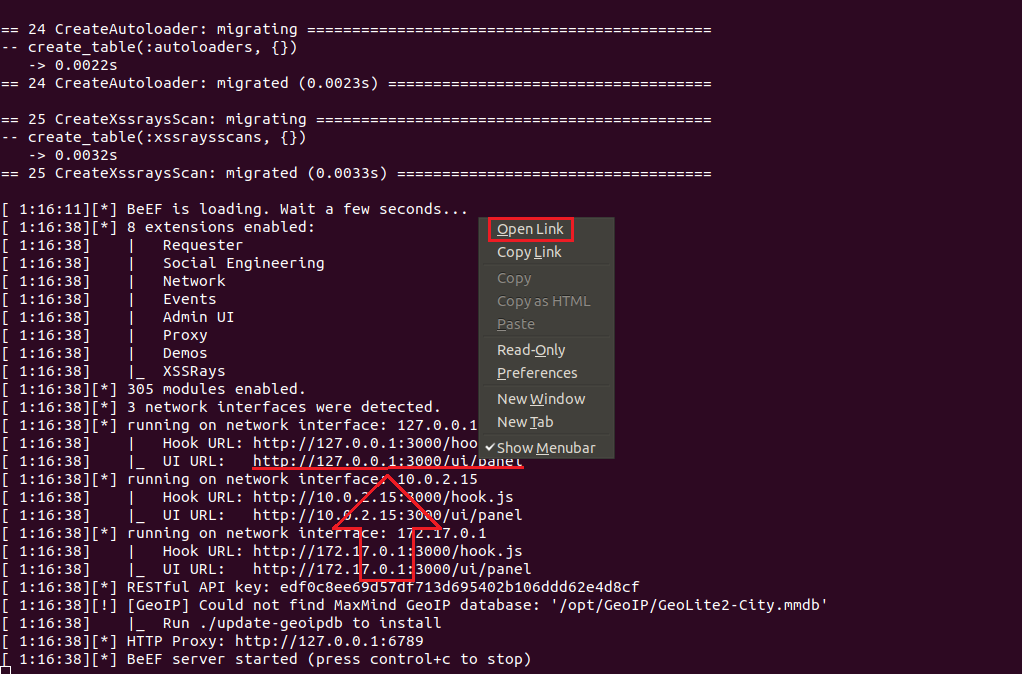 == 24 CreateAutoloader: migrating =============================================
-- create_table(:autoloaders, {})
   -> 0.0022s
== 24 CreateAutoloader: migrated (0.0023s) ====================================

== 25 CreateXssraysScan: migrating ============================================
-- create_table(:xssraysscans, {})
   -> 0.0032s
== 25 CreateXssraysScan: migrated (0.0033s) ===================================

[ 1:16:11][*] BeEF is loading. Wait a few seconds...
[ 1:16:38][*] 8 extensions enabled:
[ 1:16:38]    |   Requester
[ 1:16:38]    |   Social Engineering
[ 1:16:38]    |   Network
[ 1:16:38]    |   Events
[ 1:16:38]    |   Admin UI
[ 1:16:38]    |   Proxy
[ 1:16:38]    |   Demos
[ 1:16:38]    |_  XSSRays
[ 1:16:38][*] 305 modules enabled.
[ 1:16:38][*] 3 network interfaces were detected.
[ 1:16:38][*] running on network interface: 127.0.0.1
[ 1:16:38]    |   Hook URL: http://127.0.0.1:3000/hoo
[ 1:16:38]    |_  UI URL:   http://127.0.0.1:3000/ui/panel
[ 1:16:38][*] running on network interface: 10.0.2.15
[ 1:16:38]    |   Hook URL: http://10.0.2.15:3000/hook.js
[ 1:16:38]    |_  UI URL:   http://10.0.2.15:3000/ui/panel
[ 1:16:38][*] running on network interface: 172.17.0.1
[ 1:16:38]    |   Hook URL: http://172.17.0.1:3000/hook.js
[ 1:16:38]    |_  UI URL:   http://172.17.0.1:3000/ui/panel
[ 1:16:38][*] RESTful API key: edf0c8ee69d57df713d695402b106ddd62e4d8cf
[ 1:16:38][!] [GeoIP] Could not find MaxMind GeoIP database: '/opt/GeoIP/GeoLite2-City.mmdb'
[ 1:16:38]    |_  Run ./update-geoipdb to install
[ 1:16:38][*] HTTP Proxy: http://127.0.0.1:6789
[ 1:16:38][*] BeEF server started (press control+c to stop)
Open Link
Copy Link
Copy
Copy as HTML
Paste
Read-Only
Preferences
New Window
New Tab
✔Show Menubar